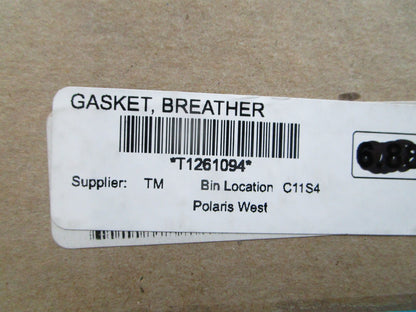 GASKET, BREATHER
*T1261094*
Supplier: TM Bin Location C11S4
Polaris West